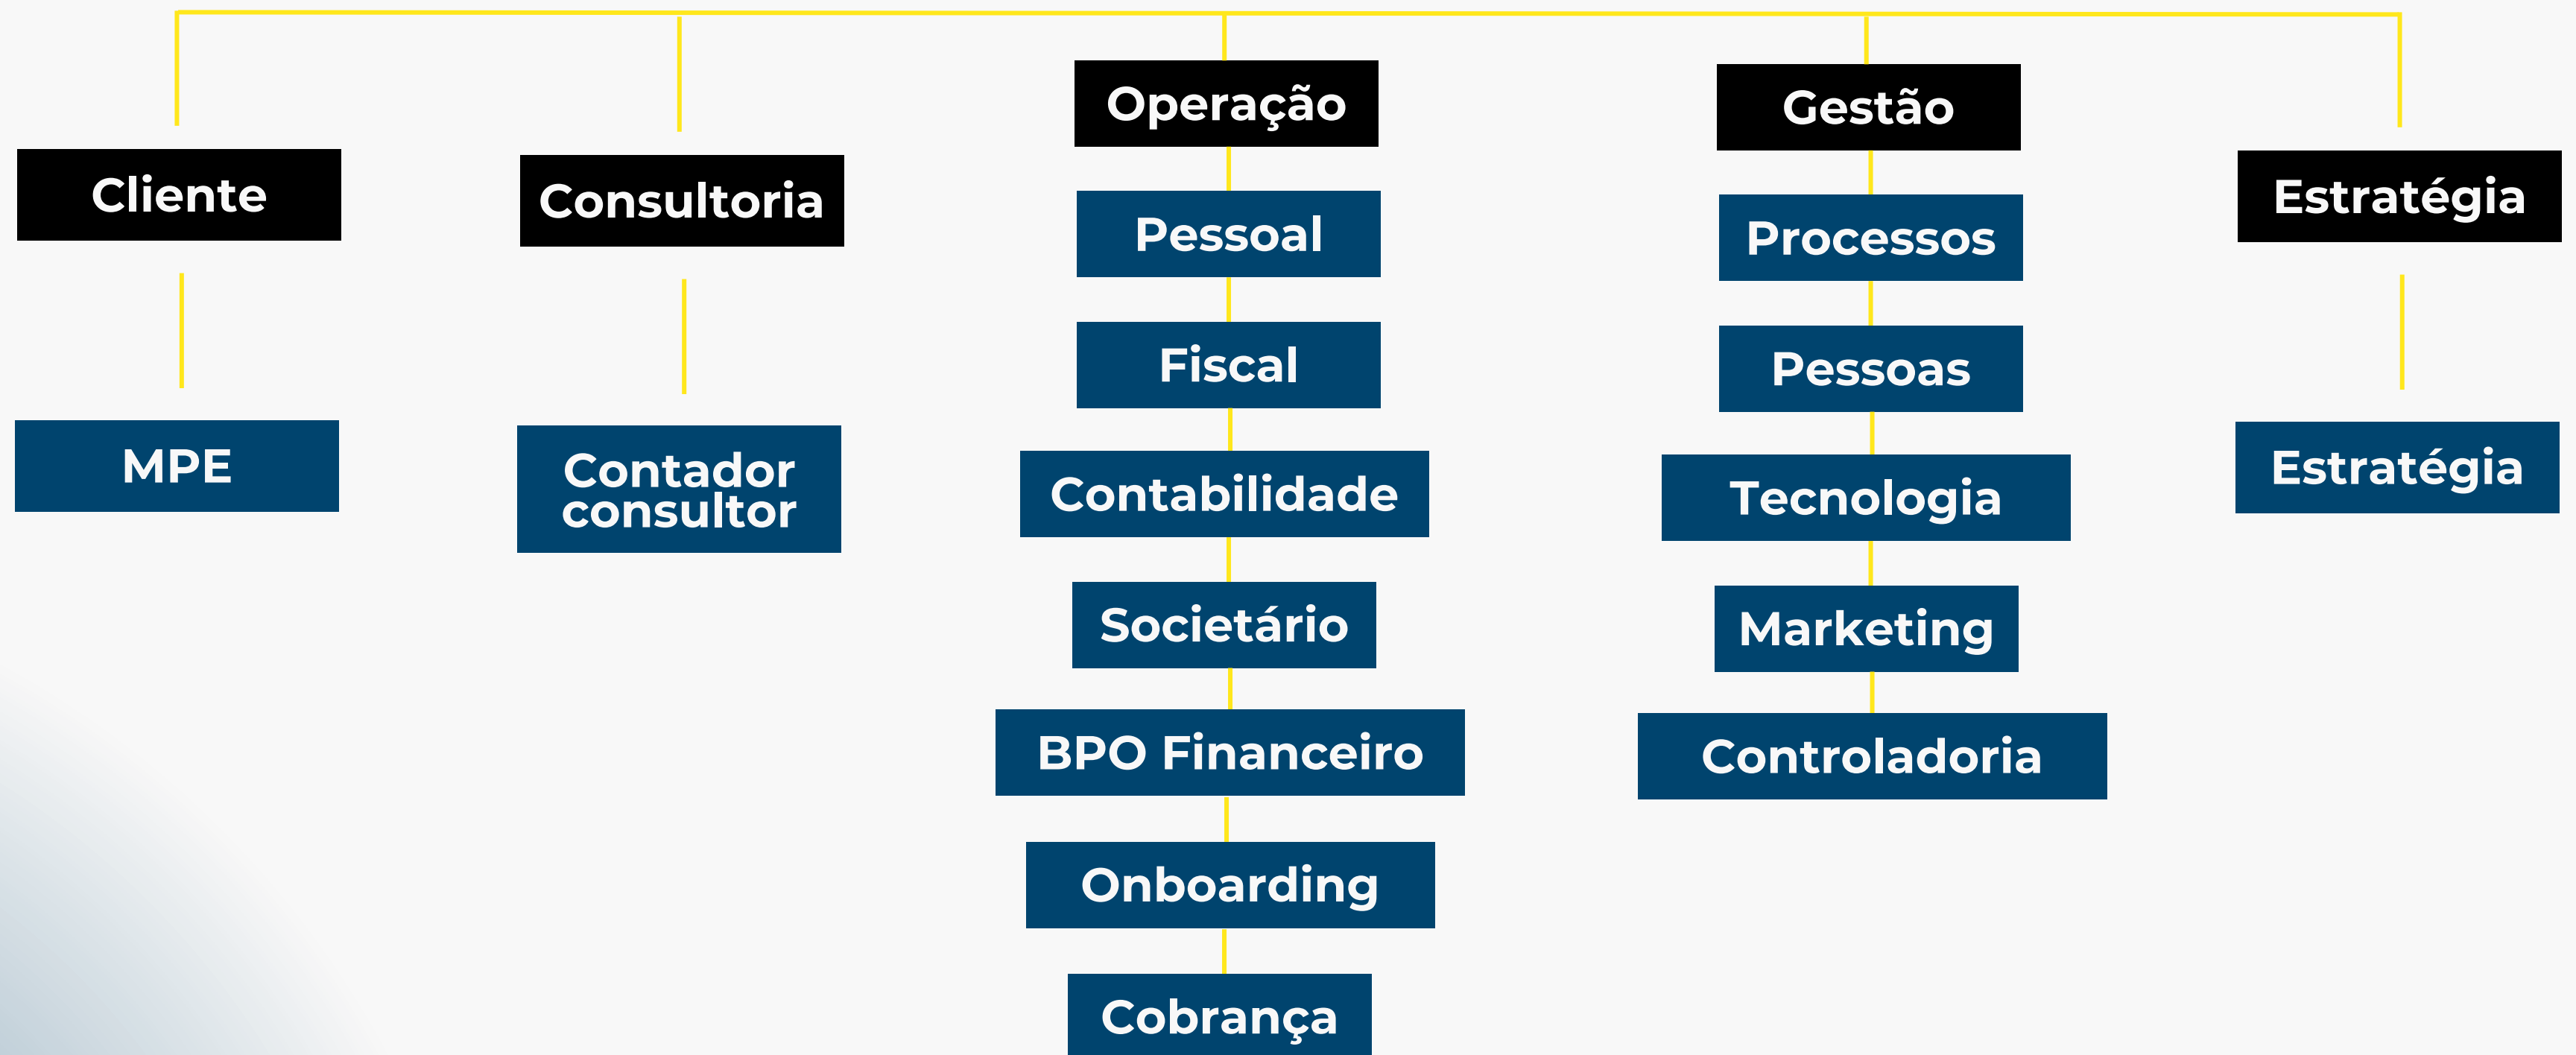 Cliente
MPE
Consultoria
Contador
consultor
Operação
Pessoal
Fiscal
Contabilidade
Societário
BPO Financeiro
Onboarding
Cobrança
Gestão
Processos
Pessoas
Tecnologia
Marketing
Controladoria
Estratégia
Estratégia